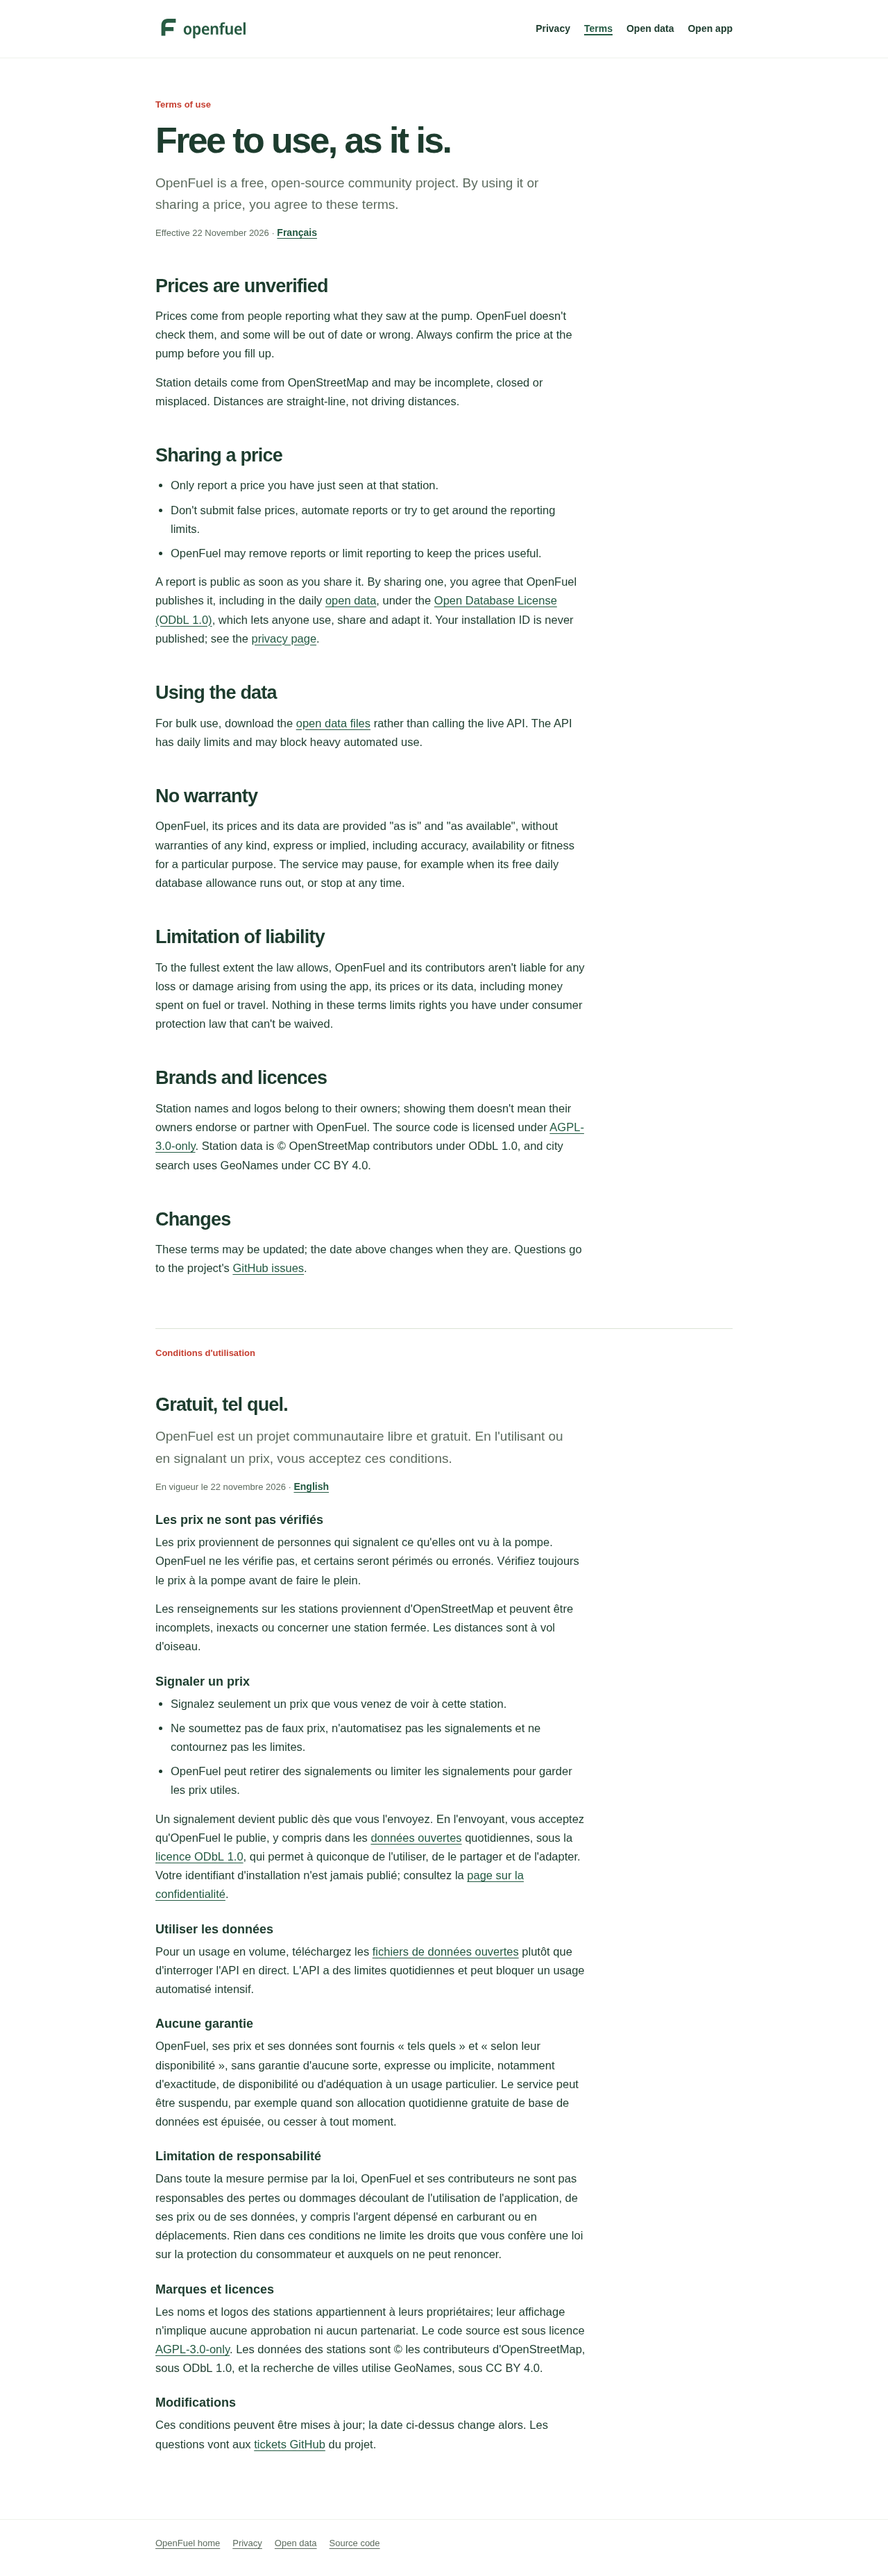 openfuel
Privacy Terms Open data Open app
Terms of use
Free to use, as it is.
OpenFuel is a free, open-source community project. By using it or
sharing a price, you agree to these terms.
Effective 22 November 2026 · Français
Prices are unverified
Prices come from people reporting what they saw at the pump. OpenFuel doesn't
check them, and some will be out of date or wrong. Always confirm the price at the
pump before you fill up.
Station details come from OpenStreetMap and may be incomplete, closed or
misplaced. Distances are straight-line, not driving distances.
Sharing a price
• Only report a price you have just seen at that station.
• Don't submit false prices, automate reports or try to get around the reporting
limits.
• OpenFuel may remove reports or limit reporting to keep the prices useful.
A report is public as soon as you share it. By sharing one, you agree that OpenFuel
publishes it, including in the daily open data, under the Open Database License
(ODbL 1.0), which lets anyone use, share and adapt it. Your installation ID is never
published; see the privacy page.
Using the data
For bulk use, download the open data files rather than calling the live API. The API
has daily limits and may block heavy automated use.
No warranty
OpenFuel, its prices and its data are provided "as is" and "as available", without
warranties of any kind, express or implied, including accuracy, availability or fitness
for a particular purpose. The service may pause, for example when its free daily
database allowance runs out, or stop at any time.
Limitation of liability
To the fullest extent the law allows, OpenFuel and its contributors aren't liable for any
loss or damage arising from using the app, its prices or its data, including money
spent on fuel or travel. Nothing in these terms limits rights you have under consumer
protection law that can't be waived.
Brands and licences
Station names and logos belong to their owners; showing them doesn't mean their
owners endorse or partner with OpenFuel. The source code is licensed under AGPL-
3.0-only. Station data is © OpenStreetMap contributors under ODbL 1.0, and city
search uses GeoNames under CC BY 4.0.
Changes
These terms may be updated; the date above changes when they are. Questions go
to the project's GitHub issues.
Conditions d'utilisation
Gratuit, tel quel.
OpenFuel est un projet communautaire libre et gratuit. En l'utilisant ou
en signalant un prix, vous acceptez ces conditions.
En vigueur le 22 novembre 2026 · English
Les prix ne sont pas vérifiés
Les prix proviennent de personnes qui signalent ce qu'elles ont vu à la pompe.
OpenFuel ne les vérifie pas, et certains seront périmés ou erronés. Vérifiez toujours
le prix à la pompe avant de faire le plein.
Les renseignements sur les stations proviennent d'OpenStreetMap et peuvent être
incomplets, inexacts ou concerner une station fermée. Les distances sont à vol
d'oiseau.
Signaler un prix
• Signalez seulement un prix que vous venez de voir à cette station.
• Ne soumettez pas de faux prix, n'automatisez pas les signalements et ne
contournez pas les limites.
• OpenFuel peut retirer des signalements ou limiter les signalements pour garder
les prix utiles.
Un signalement devient public dès que vous l'envoyez. En l'envoyant, vous acceptez
qu'OpenFuel le publie, y compris dans les données ouvertes quotidiennes, sous la
licence ODbL 1.0, qui permet à quiconque de l'utiliser, de le partager et de l'adapter.
Votre identifiant d'installation n'est jamais publié; consultez la page sur la
confidentialité.
Utiliser les données
Pour un usage en volume, téléchargez les fichiers de données ouvertes plutôt que
d'interroger l'API en direct. L'API a des limites quotidiennes et peut bloquer un usage
automatisé intensif.
Aucune garantie
OpenFuel, ses prix et ses données sont fournis « tels quels » et « selon leur
disponibilité », sans garantie d'aucune sorte, expresse ou implicite, notamment
d'exactitude, de disponibilité ou d'adéquation à un usage particulier. Le service peut
être suspendu, par exemple quand son allocation quotidienne gratuite de base de
données est épuisée, ou cesser à tout moment.
Limitation de responsabilité
Dans toute la mesure permise par la loi, OpenFuel et ses contributeurs ne sont pas
responsables des pertes ou dommages découlant de l'utilisation de l'application, de
ses prix ou de ses données, y compris l'argent dépensé en carburant ou en
déplacements. Rien dans ces conditions ne limite les droits que vous confère une loi
sur la protection du consommateur et auxquels on ne peut renoncer.
Marques et licences
Les noms et logos des stations appartiennent à leurs propriétaires; leur affichage
n'implique aucune approbation ni aucun partenariat. Le code source est sous licence
AGPL-3.0-only. Les données des stations sont © les contributeurs d'OpenStreetMap,
sous ODbL 1.0, et la recherche de villes utilise GeoNames, sous CC BY 4.0.
Modifications
Ces conditions peuvent être mises à jour; la date ci-dessus change alors. Les
questions vont aux tickets GitHub du projet.
OpenFuel home Privacy Open data Source code